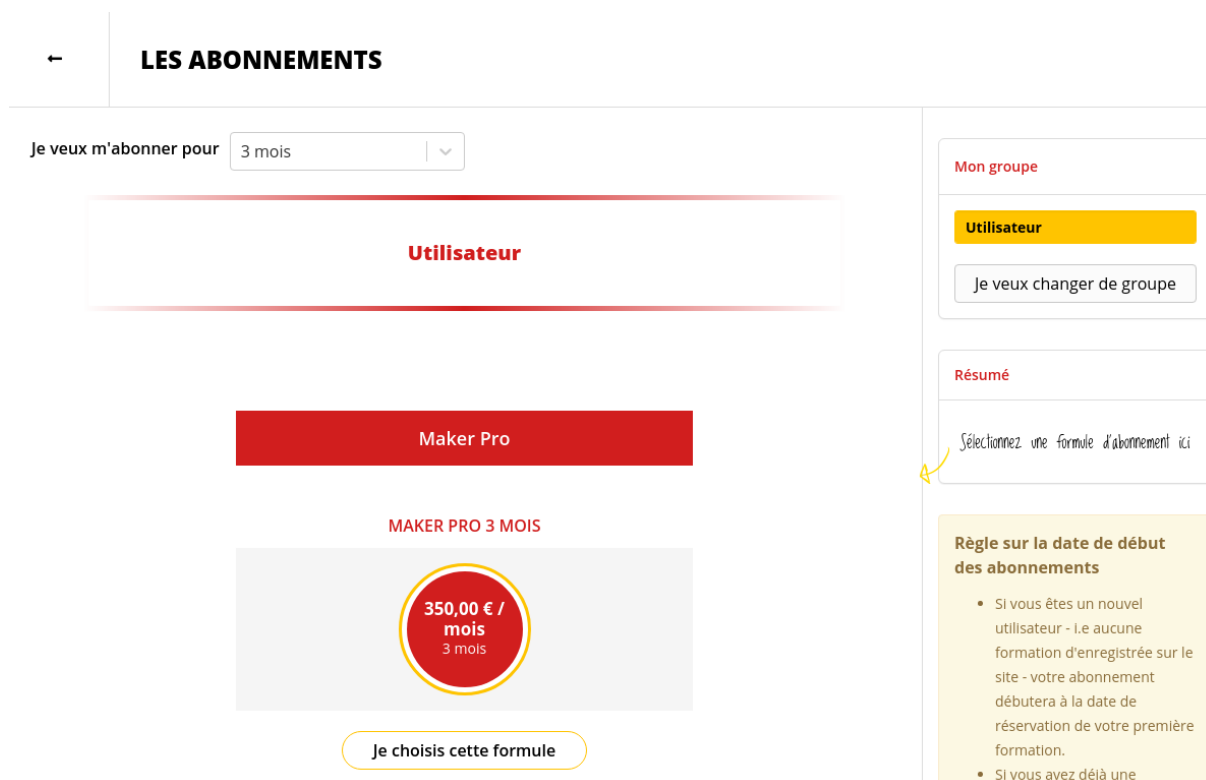 LES ABONNEMENTS
Je veux m'abonner pour
3 mois
Utilisateur
Maker Pro
MAKER PRO 3 MOIS
350,00 € /
mois
3 mois
Je choisis cette formule
Mon groupe
Utilisateur
Je veux changer de groupe
Résumé
Sélectionnez une formule d'abonnement ici
Règle sur la date de début
des abonnements
Si vous êtes un nouvel
utilisateur - i.e aucune
formation d'enregistrée sur le
site - votre abonnement
débutera à la date de
réservation de votre première
formation.
Si vous avez déjà une